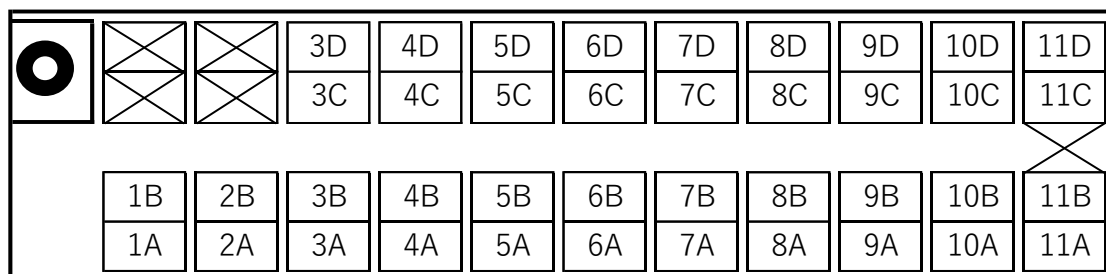 3D 4D 5D 6D 7D 8D 9D 10D 11D
3C 4C 5C 6C 7C 8C 9C 10C 11C
1B 2B 3B 4B 5B 6B 7B 8B 9B 10B 11B
1A 2A 3A 4A 5A 6A 7A 8A 9A 10A 11A